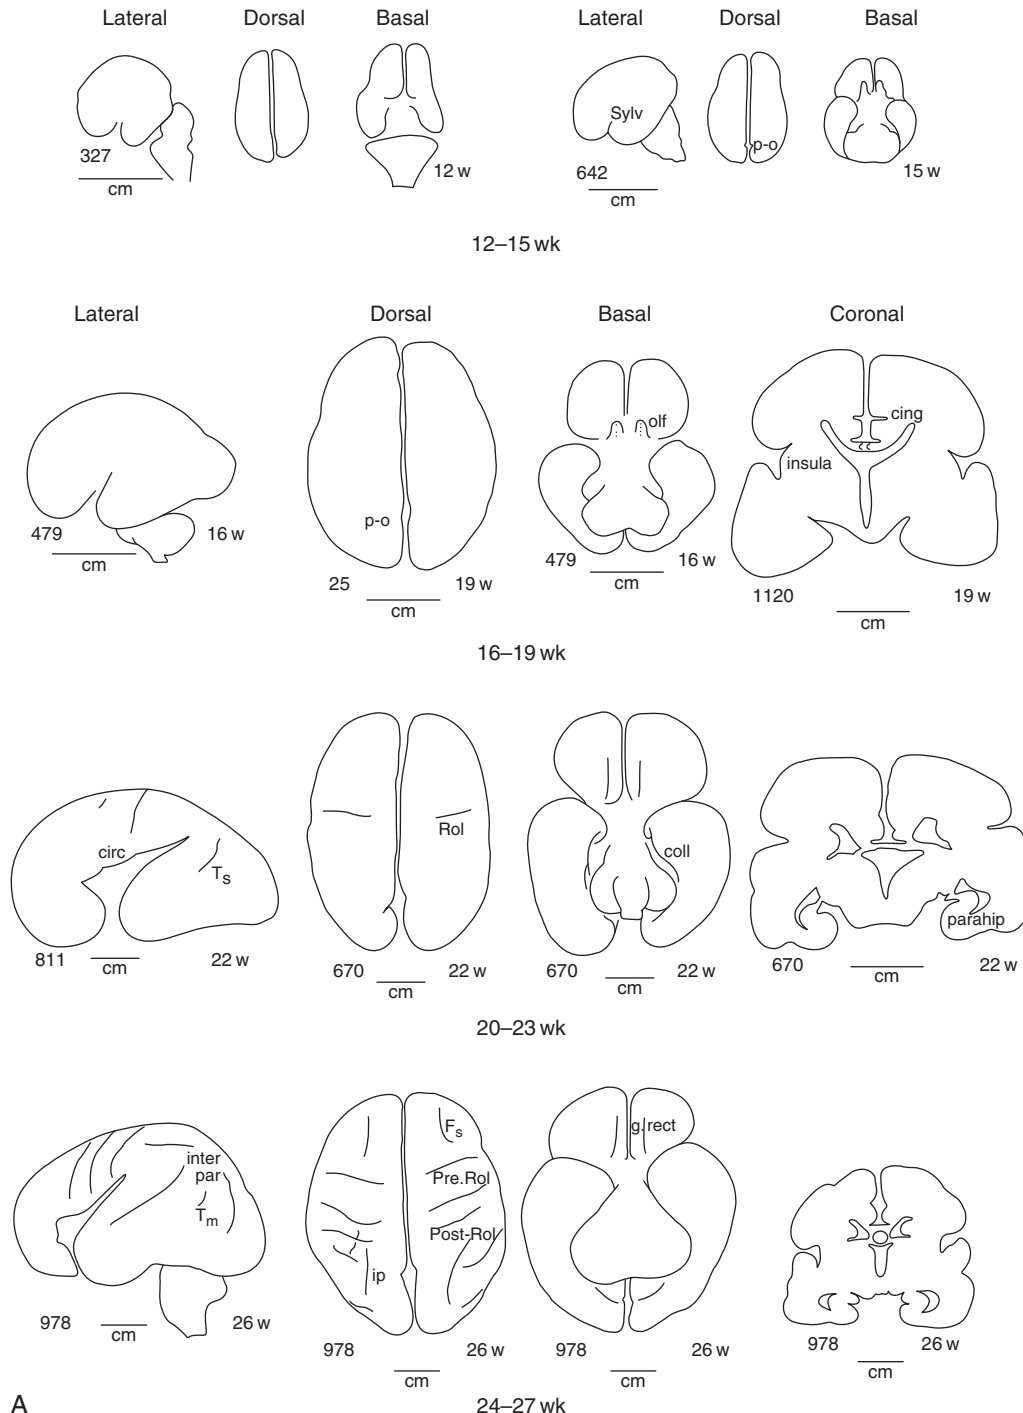 Lateral Dorsal Basal Lateral Dorsal Basal
Sylv
p-o
327 12 w 642 15 w
cm cm
12–15 wk
Lateral Dorsal Basal Coronal
olf cing
insula
p-o
479 16 w 479 16 w
cm 25 19 w cm 1120 19 w
cm cm
16–19 wk
Rol
circ coll
Ts
parahip
811 22 w 670 22 w 670 22 w 670 22 w
cm cm cm cm
20–23 wk
Fs g. rect
inter
par Pre.Rol
Tm Post-Rol
ip
978 26 w 978 26 w 978 26 w 978 26 w
cm cm cm cm
A 24–27 wk